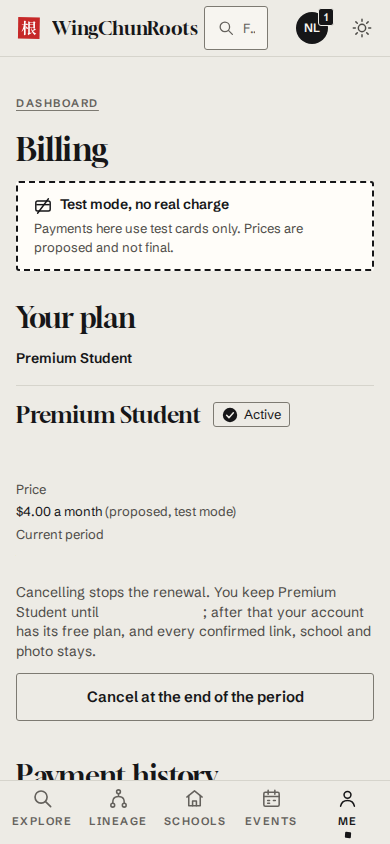 根 WingChunRoots F.. NL 1
DASHBOARD
Billing
Test mode, no real charge
Payments here use test cards only. Prices are
proposed and not final.
Your plan
Premium Student
Premium Student Active
Price
$4.00 a month (proposed, test mode)
Current period
Cancelling stops the renewal. You keep Premium
Student until ; after that your account
has its free plan, and every confirmed link, school and
photo stays.
Cancel at the end of the period
Payment history
EXPLORE LINEAGE SCHOOLS EVENTS ME